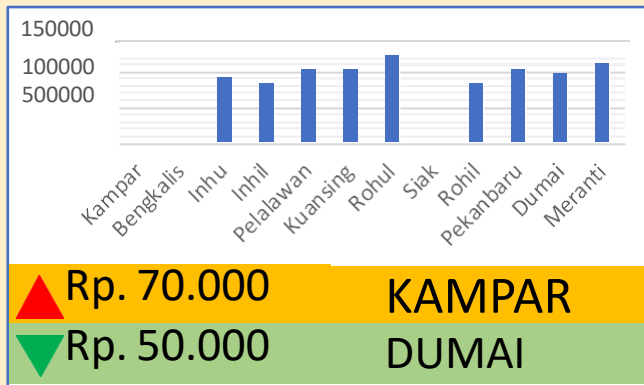 150000
100000
500000
Kampar
Bengkalis
Inhu
Inhil
Pelalawan
Kuansing
Rohul
Siak
Rohil
Pekanbaru
Dumai
Meranti
Rp. 70.000 KAMPAR
Rp. 50.000 DUMAI